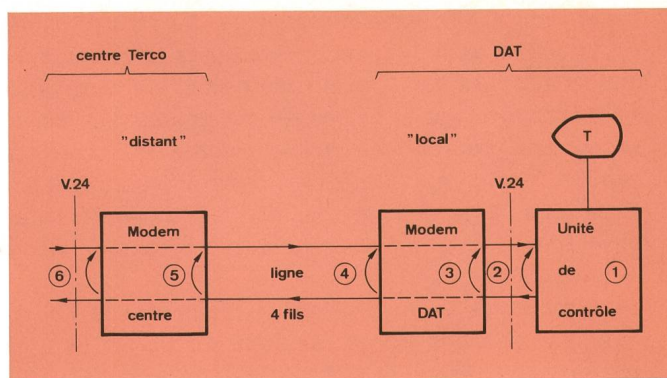 centre Terco
DAT
"distant"
"local"
T
V.24
V.24
Modem
Modem
Unité
6
5
ligne
4
3
2
de
1
centre
4 fils
DAT
contrôle